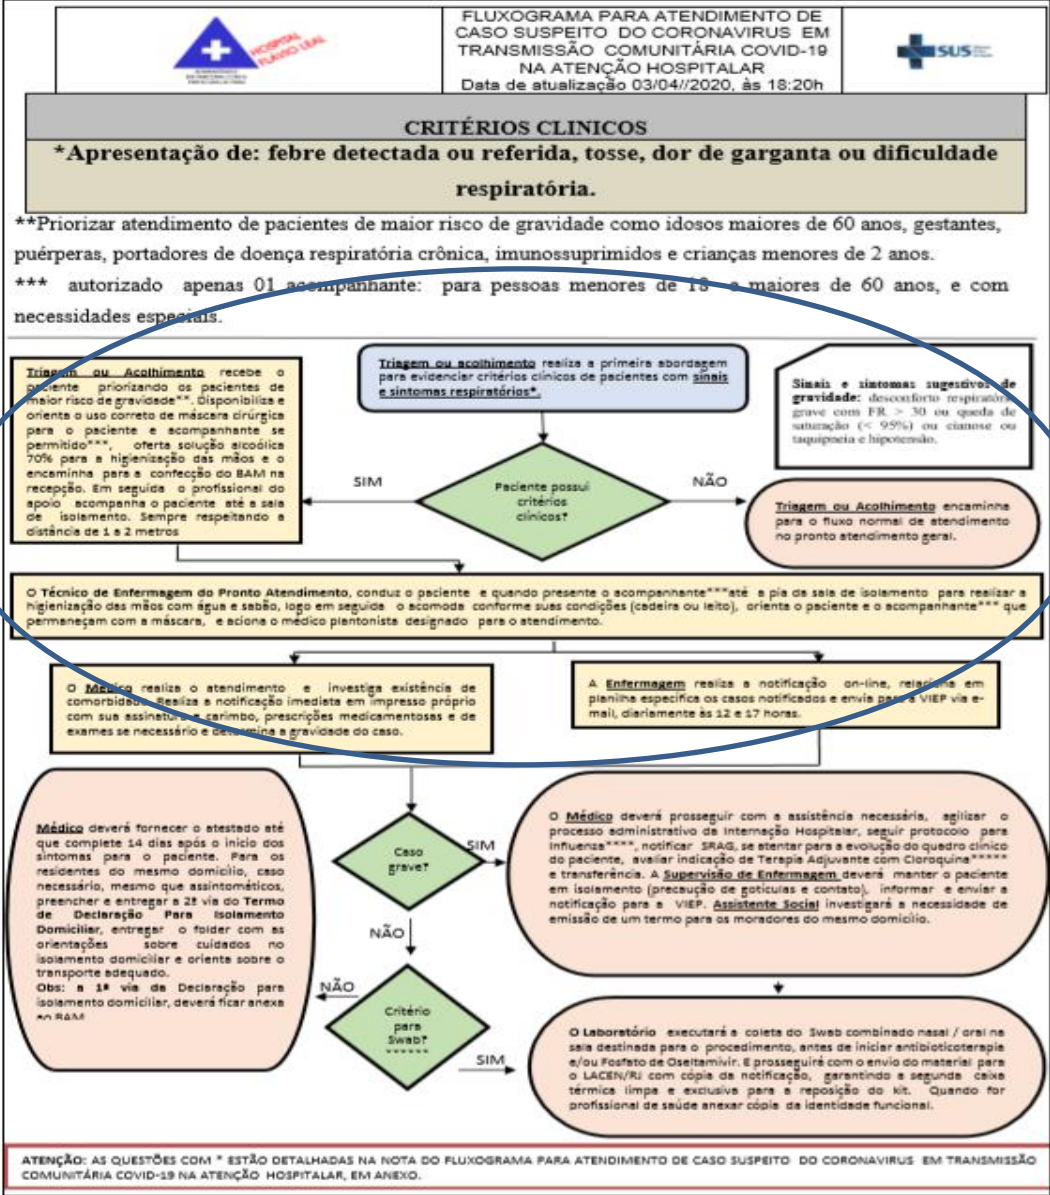 HOSPITAL
FLAVIO LEAL
FLUXOGRAMA PARA ATENDIMENTO DE
CASO SUSPEITO DO CORONAVIRUS EM
TRANSMISSÃO COMUNITÁRIA COVID-19
NA ATENÇÃO HOSPITALAR
Data de atualização 03/04//2020, às 18:20h
SUS
CRITÉRIOS CLINICOS
*Apresentação de: febre detectada ou referida, tosse, dor de garganta ou dificuldade
respiratória.
**Priorizar atendimento de pacientes de maior risco de gravidade como idosos maiores de 60 anos, gestantes,
puérperas, portadores de doença respiratória crônica, imunossuprimidos e crianças menores de 2 anos.
*** autorizado apenas 01 acompanhante: para pessoas menores de 18 e maiores de 60 anos, e com
necessidades especiais.
Triagem ou Acolhimento recebe o
paciente priorizando os pacientes de
maior risco de gravidade**. Disponibiliza e
orienta o uso correto de máscara cirúrgica
para o paciente e acompanhante se
permitido***, oferta solução alcoólica
70% para a higienização das mãos e o
encaminha para a confecção do BAM na
recepção. Em seguida o profissional do
apoio acompanha o paciente até a sala
de isolamento. Sempre respeitando a
distância de 1 a 2 metros
Triagem ou acolhimento realiza a primeira abordagem
para evidenciar critérios clínicos de pacientes com sinais
e sintomas respiratórios*.
Sinais e sintomas sugestivos de
gravidade: desconforto respiratório
grave com FR > 30 ou queda de
saturação (< 95%) ou cianose ou
taquipneia e hipotensão.
SIM
Paciente possui
critérios
clínicos?
NÃO
Triagem ou Acolhimento encaminha
para o fluxo normal de atendimento
no pronto atendimento geral.
O Técnico de Enfermagem do Pronto Atendimento, conduz o paciente e quando presente o acompanhante***até a pia da sala de isolamento para realizar a
higienização das mãos com água e sabão, logo em seguida o acomoda conforme suas condições (cadeira ou leito), orienta o paciente e o acompanhante*** que
permaneçam com a máscara, e aciona o médico plantonista designado para o atendimento.
O Médico realiza o atendimento e investiga existência de
comorbidade. Realiza a notificação imediata em impresso próprio
com sua assinatura e carimbo, prescrições medicamentosas e de
exames se necessário e determina a gravidade do caso.
A Enfermagem realiza a notificação on-line, relaciona em
planilha especifica os casos notificados e envia para a VIEP via e-
mail, diariamente às 12 e 17 horas.
Médico deverá fornecer o atestado até
que complete 14 dias após o inicio dos
sintomas para o paciente. Para os
residentes do mesmo domicilio, caso
necessário, mesmo que assintomáticos,
preencher e entregar a 2ª via do Termo
de Declaração Para Isolamento
Domiciliar, entregar o folder com as
orientações sobre cuidados no
isolamento domiciliar e orienta sobre o
transporte adequado.
Obs: a 1ª via da Declaração para
isolamento domiciliar, deverá ficar anexa
ao BAM
Caso
grave?
SIM
NÃO
O Médico deverá prosseguir com a assistência necessária, agilizar o
processo administrativo da Internação Hospitalar, seguir protocolo para
Influenza****, notificar SRAG, se atentar para a evolução do quadro clínico
do paciente, avaliar indicação de Terapia Adjuvante com Cloroquina*****
e transferência. A Supervisão de Enfermagem deverá manter o paciente
em isolamento (precaução de gotículas e contato), informar e enviar a
notificação para a VIEP. Assistente Social investigará a necessidade de
emissão de um termo para os moradores do mesmo domicilio.
NÃO
Critério
para
Swab?
******
SIM
O Laboratório executará a coleta do Swab combinado nasal / oral na
sala destinada para o procedimento, antes de iniciar antibioticoterapia
e/ou Fosfato de Oseltamivir. E prosseguirá com o envio do material para
o LACEN/RJ com cópia da notificação, garantindo a segunda caixa
térmica limpa e exclusiva para a reposição do kit. Quando for
profissional de saúde anexar cópia da identidade funcional.
ATENÇÃO: AS QUESTÕES COM * ESTÃO DETALHADAS NA NOTA DO FLUXOGRAMA PARA ATENDIMENTO DE CASO SUSPEITO DO CORONAVIRUS EM TRANSMISSÃO
COMUNITÁRIA COVID-19 NA ATENÇÃO HOSPITALAR, EM ANEXO.